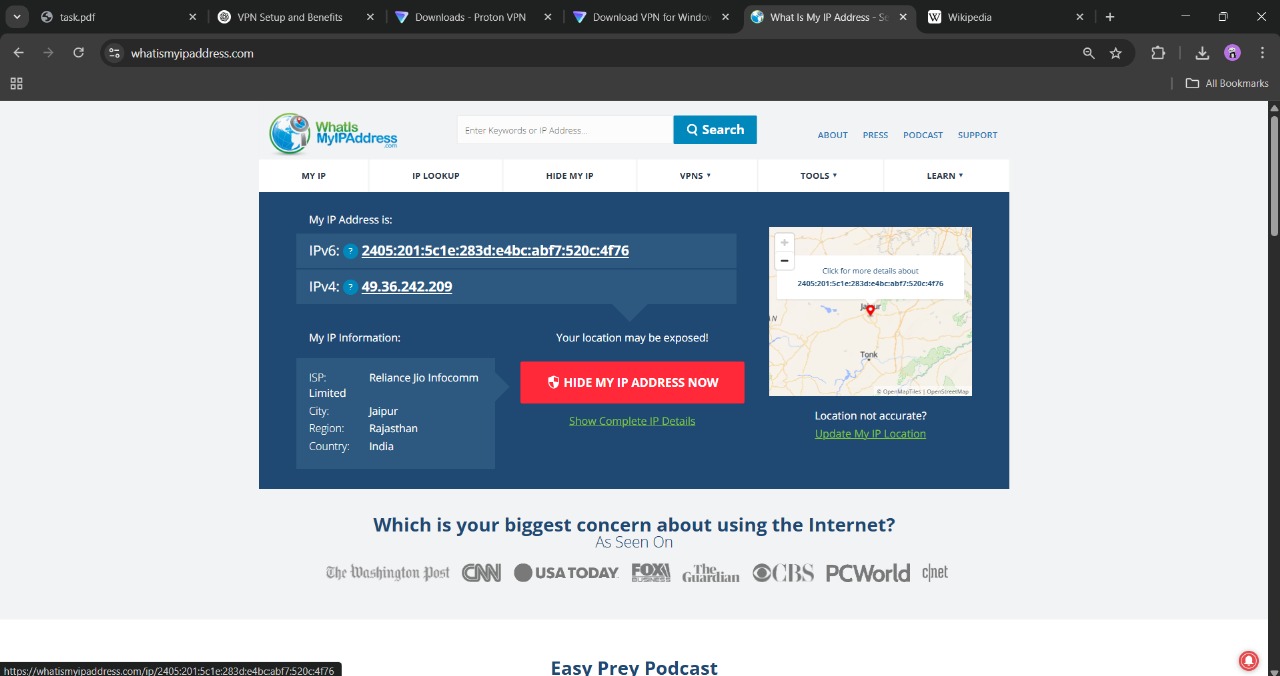 task.pdf
VPN Setup and Benefits
Downloads - Proton VPN
Download VPN for Window
What Is My IP Address - Se
Wikipedia
whatismyipaddress.com
All Bookmarks
WhatIs
MyIPAddress
.com
Enter Keywords or IP Address...
Search
ABOUT PRESS PODCAST SUPPORT
MY IP IP LOOKUP HIDE MY IP VPNS TOOLS LEARN
My IP Address is:
IPv6: ? 2405:201:5c1e:283d:e4bc:abf7:520c:4f76
IPv4: ? 49.36.242.209
My IP Information:
ISP: Reliance Jio Infocomm
Limited
City: Jaipur
Region: Rajasthan
Country: India
Your location may be exposed!
HIDE MY IP ADDRESS NOW
Show Complete IP Details
+
−
Click for more details about
2405:201:5c1e:283d:e4bc:abf7:520c:4f76
Jaipur
Tonk
© OpenMapTiles | OpenStreetMap
Location not accurate?
Update My IP Location
Which is your biggest concern about using the Internet?
As Seen On
The Washington Post CNN USA TODAY FOX BUSINESS The Guardian CBS PCWorld c|net
Easy Prey Podcast
https://whatismyipaddress.com/ip/2405:201:5c1e:283d:e4bc:abf7:520c:4f76